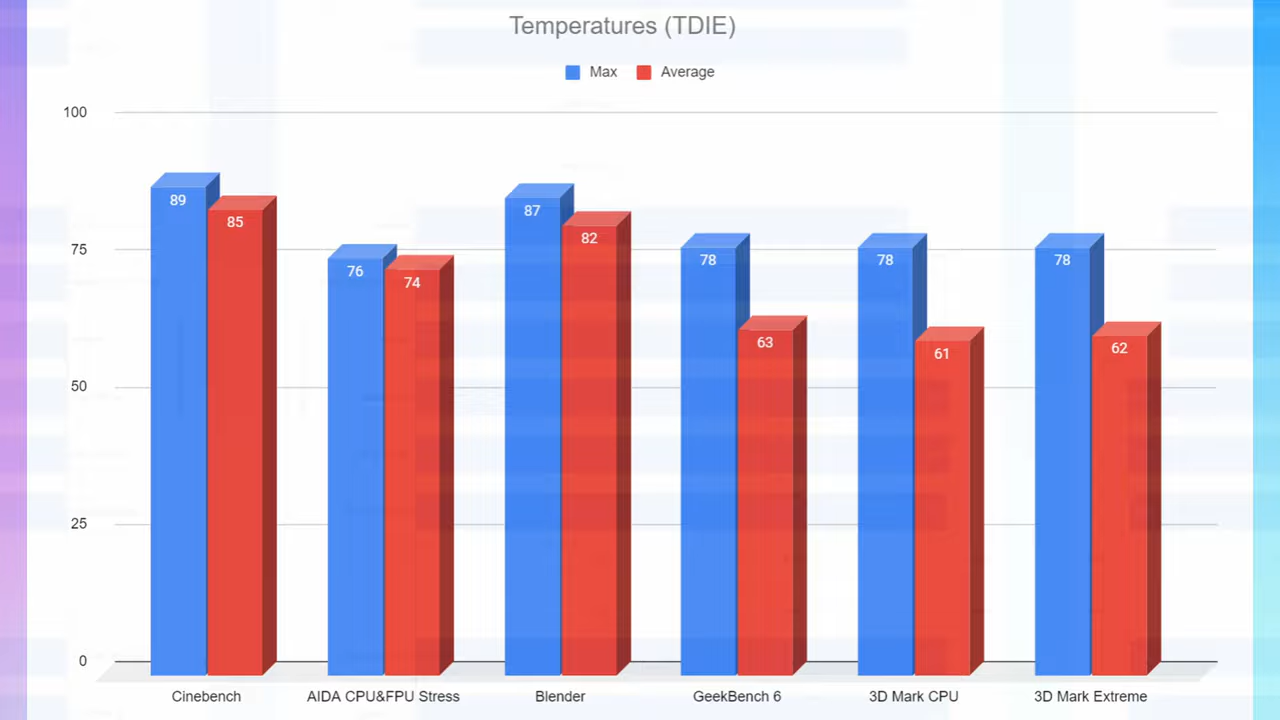 Temperatures (TDIE)
Max Average
100
75
50
25
0
89 85 76 74 87 82 78 63 78 61 78 62
Cinebench AIDA CPU&FPU Stress Blender GeekBench 6 3D Mark CPU 3D Mark Extreme